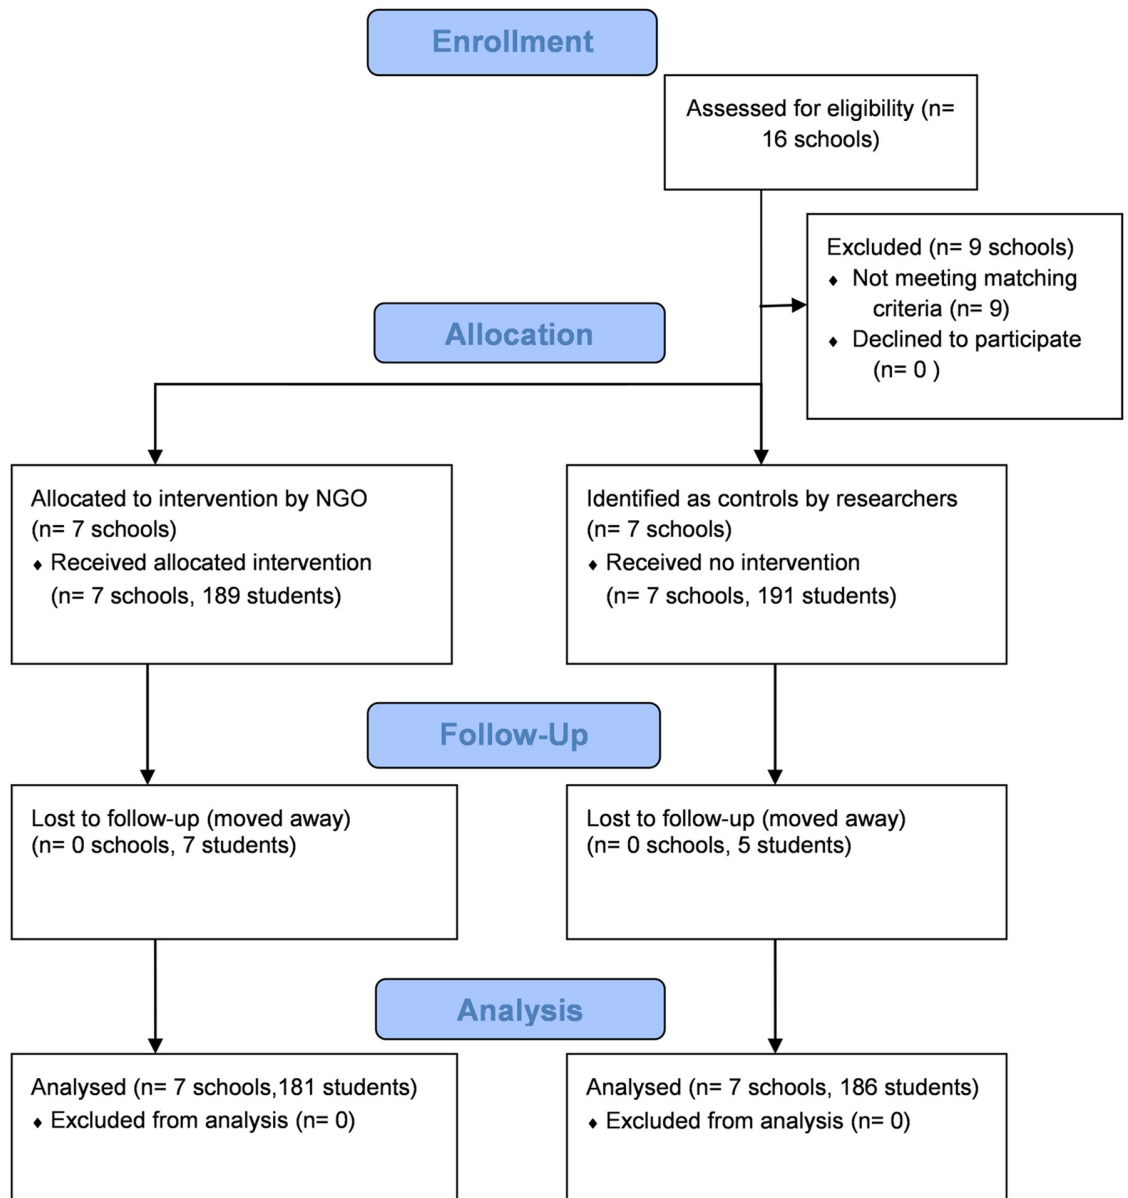 Enrollment
Assessed for eligibility (n=
16 schools)
Excluded (n= 9 schools)
♦ Not meeting matching
criteria (n= 9)
♦ Declined to participate
(n= 0 )
Allocation
Allocated to intervention by NGO
(n= 7 schools)
♦ Received allocated intervention
(n= 7 schools, 189 students)
Identified as controls by researchers
(n= 7 schools)
♦ Received no intervention
(n= 7 schools, 191 students)
Follow-Up
Lost to follow-up (moved away)
(n= 0 schools, 7 students)
Lost to follow-up (moved away)
(n= 0 schools, 5 students)
Analysis
Analysed (n= 7 schools,181 students)
♦ Excluded from analysis (n= 0)
Analysed (n= 7 schools, 186 students)
♦ Excluded from analysis (n= 0)